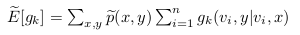 $\widetilde{E}[g_k] = \sum_{x,y} \widetilde{p}(x,y) \sum_{i=1}^{n} g_k(v_i, y|v_i, x)$